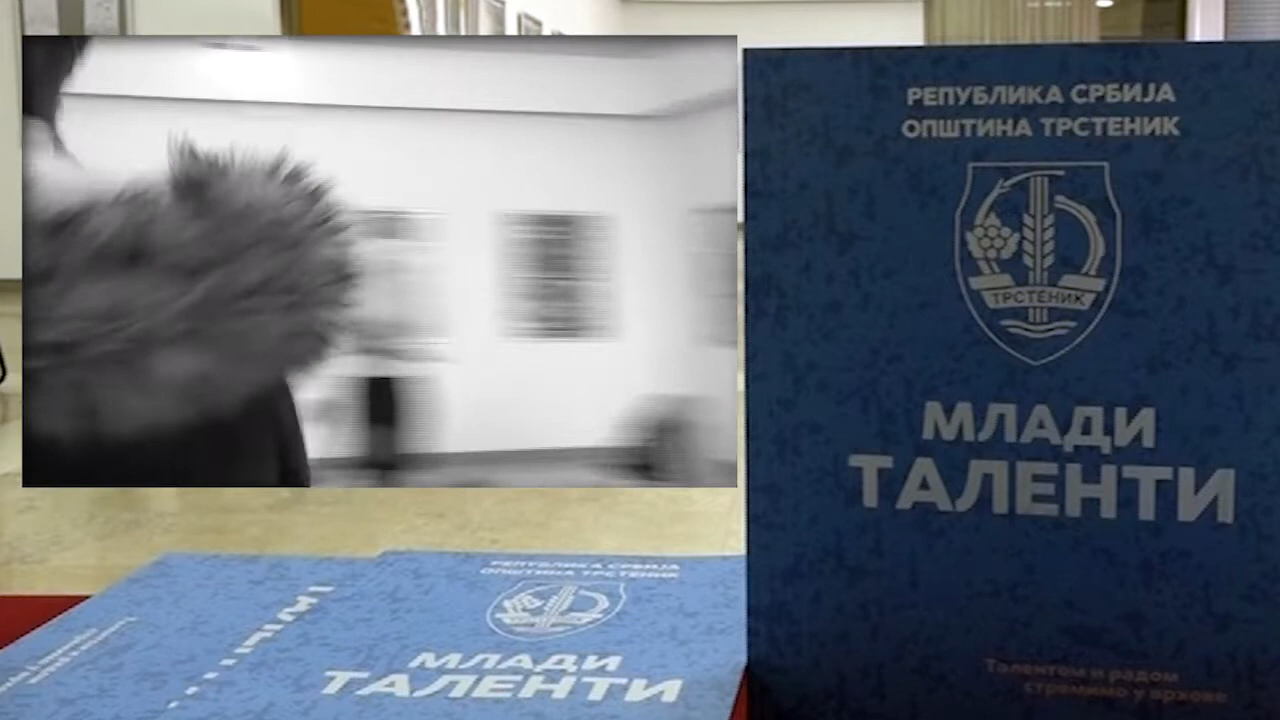 РЕПУБЛИКА СРБИЈА
ОПШТИНА ТРСТЕНИК
ТРСТЕНИК
МЛАДИ
ТАЛЕНТИ
Талентом и радом
стремимо у врхове
РЕПУБЛИКА СРБИЈА
ОПШТИНА ТРСТЕНИК
МЛАДИ
ТАЛЕНТИ